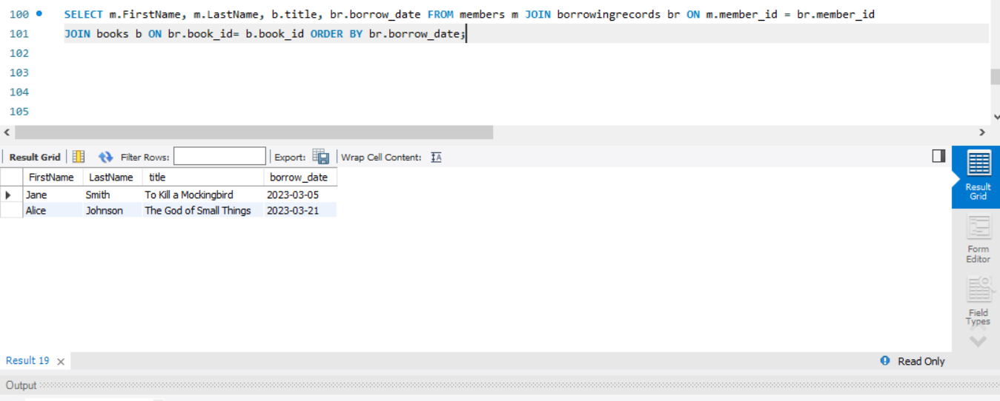 100 SELECT m.FirstName, m.LastName, b.title, br.borrow_date FROM members m JOIN borrowingrecords br ON m.member_id = br.member_id
101 JOIN books b ON br.book_id= b.book_id ORDER BY br.borrow_date;
102
103
104
105
Result Grid Filter Rows: Export: Wrap Cell Content: IA
FirstName LastName title borrow_date
Jane Smith To Kill a Mockingbird 2023-03-05
Alice Johnson The God of Small Things 2023-03-21
Result
Grid
Form
Editor
Field
Types
Result 19 Read Only
Output